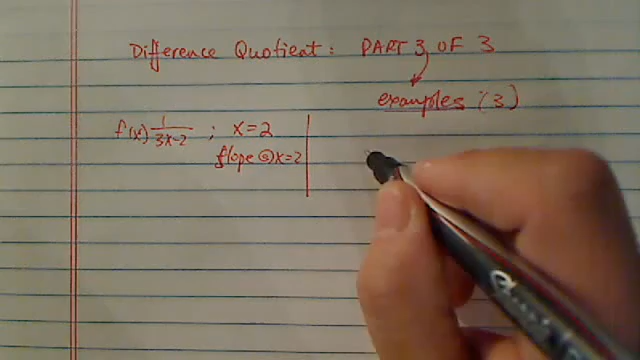 Difference Quotient: PART 3 OF 3
examples (3)
f(x) 1/3x-2 ; x=2
slope @ x=2